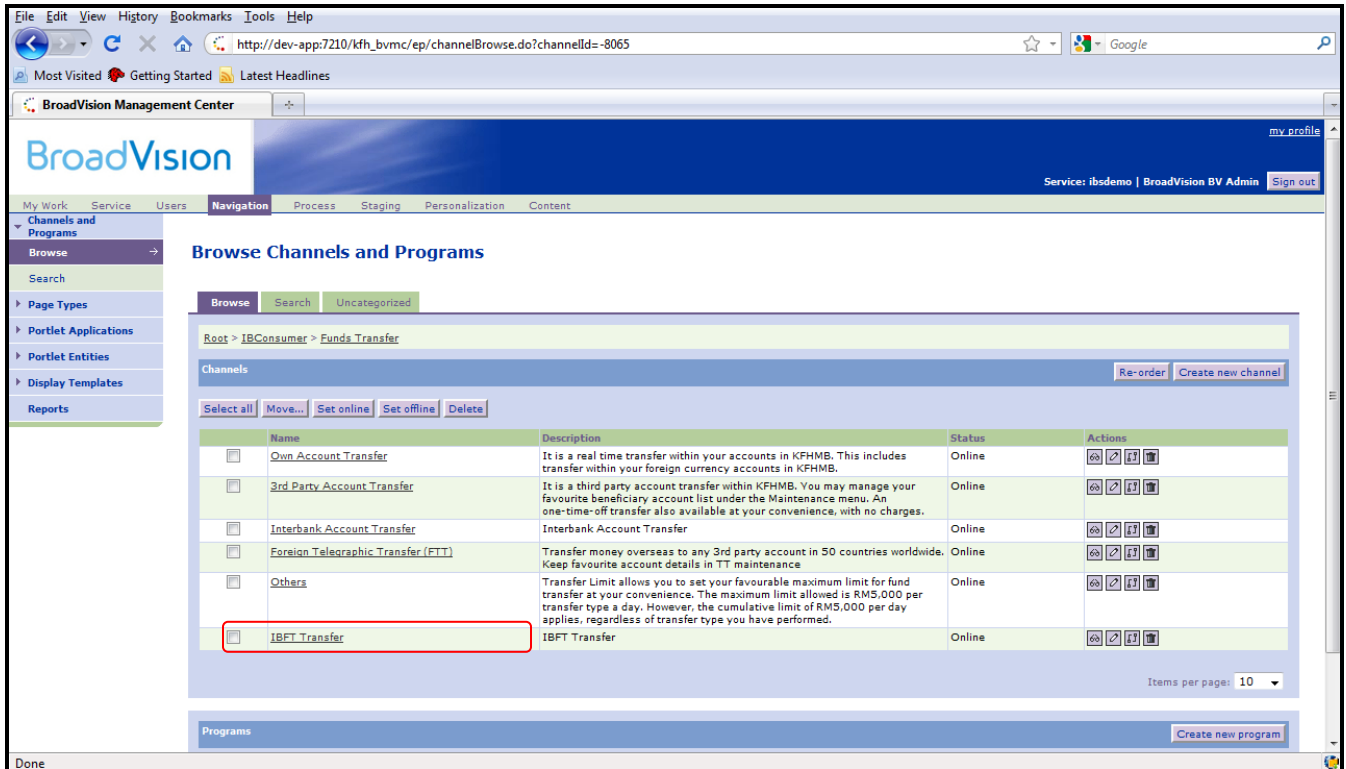 File Edit View History Bookmarks Tools Help
http://dev-app:7210/kfh_bvmc/ep/channelBrowse.do?channelId=-8065
Google
Most Visited Getting Started Latest Headlines
BroadVision Management Center
my profile
BroadVision
Service: ibsdemo | BroadVision BV Admin Sign out
My Work Service Users Navigation Process Staging Personalization Content
Channels and
Programs
Browse
Search
Page Types
Portlet Applications
Portlet Entities
Display Templates
Reports
Browse Channels and Programs
Browse Search Uncategorized
Root > IBConsumer > Funds Transfer
Channels Re-order Create new channel
Select all Move... Set online Set offline Delete
Name Description Status Actions
Own Account Transfer It is a real time transfer within your accounts in KFHMB. This includes Online
transfer within your foreign currency accounts in KFHMB.
3rd Party Account Transfer It is a third party account transfer within KFHMB. You may manage your Online
favourite beneficiary account list under the Maintenance menu. An
one-time-off transfer also available at your convenience, with no charges.
Interbank Account Transfer Interbank Account Transfer Online
Foreign Telegraphic Transfer (FTT) Transfer money overseas to any 3rd party account in 50 countries worldwide. Online
Keep favourite account details in TT maintenance
Others Transfer Limit allows you to set your favourable maximum limit for fund Online
transfer at your convenience. The maximum limit allowed is RM5,000 per
transfer type a day. However, the cumulative limit of RM5,000 per day
applies, regardless of transfer type you have performed.
IBFT Transfer IBFT Transfer Online
Items per page: 10
Programs Create new program
Done